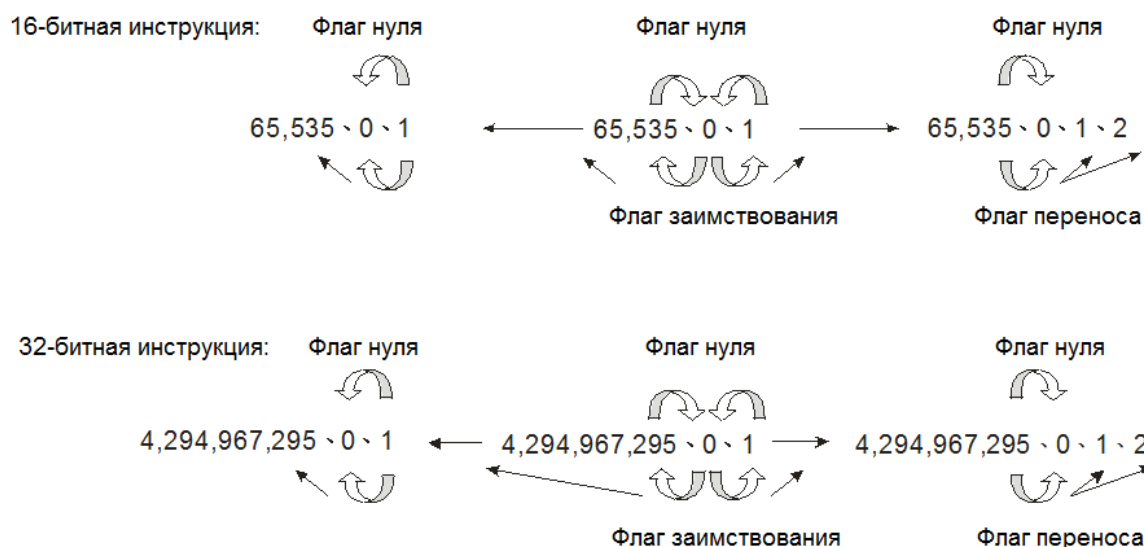 16-битная инструкция: Флаг нуля Флаг нуля Флаг нуля
65,535、0、1 65,535、0、1 65,535、0、1、2
Флаг заимствования Флаг переноса
32-битная инструкция: Флаг нуля Флаг нуля Флаг нуля
4,294,967,295、0、1 4,294,967,295、0、1 4,294,967,295、0、1、2
Флаг заимствования Флаг переноса